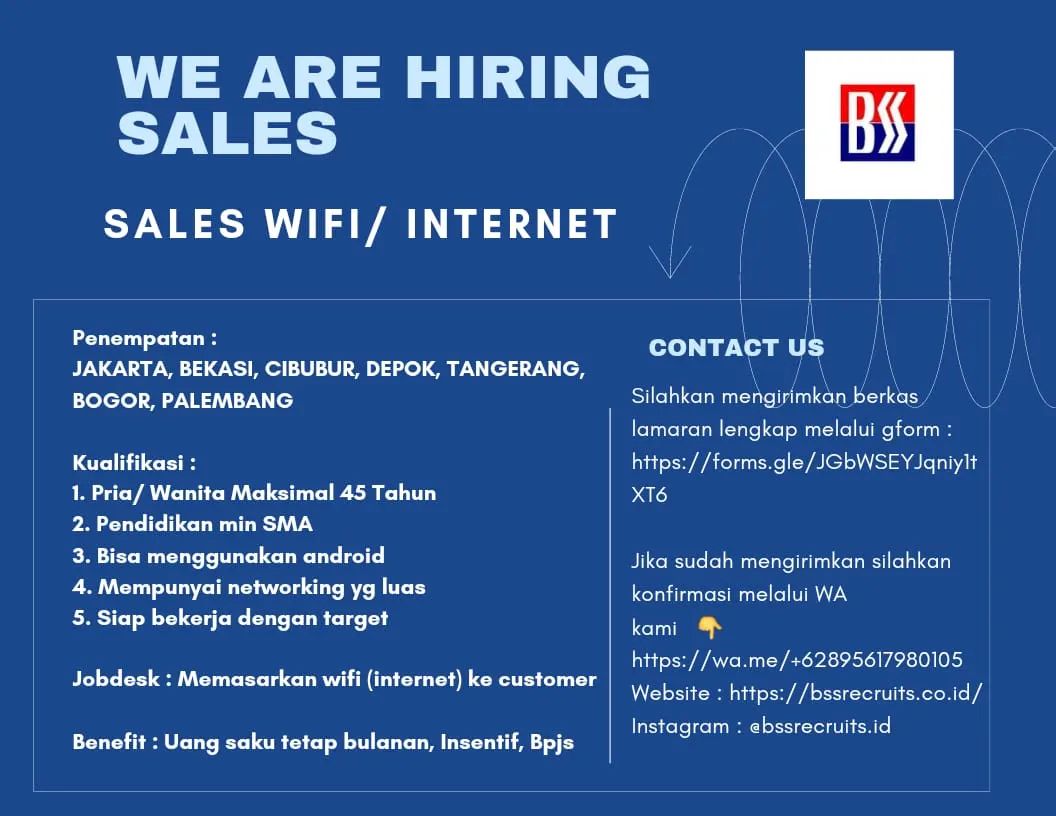 WE ARE HIRING
SALES
BSS
SALES WIFI/ INTERNET
Penempatan :
JAKARTA, BEKASI, CIBUBUR, DEPOK, TANGERANG,
BOGOR, PALEMBANG
Kualifikasi :
1. Pria/ Wanita Maksimal 45 Tahun
2. Pendidikan min SMA
3. Bisa menggunakan android
4. Mempunyai networking yg luas
5. Siap bekerja dengan target
Jobdesk : Memasarkan wifi (internet) ke customer
Benefit : Uang saku tetap bulanan, Insentif, Bpjs
CONTACT US
Silahkan mengirimkan berkas
lamaran lengkap melalui gform :
https://forms.gle/JGbWSEYJqniy1t
XT6
Jika sudah mengirimkan silahkan
konfirmasi melalui WA
kami 👇
https://wa.me/+62895617980105
Website : https://bssrecruits.co.id/
Instagram : @bssrecruits.id